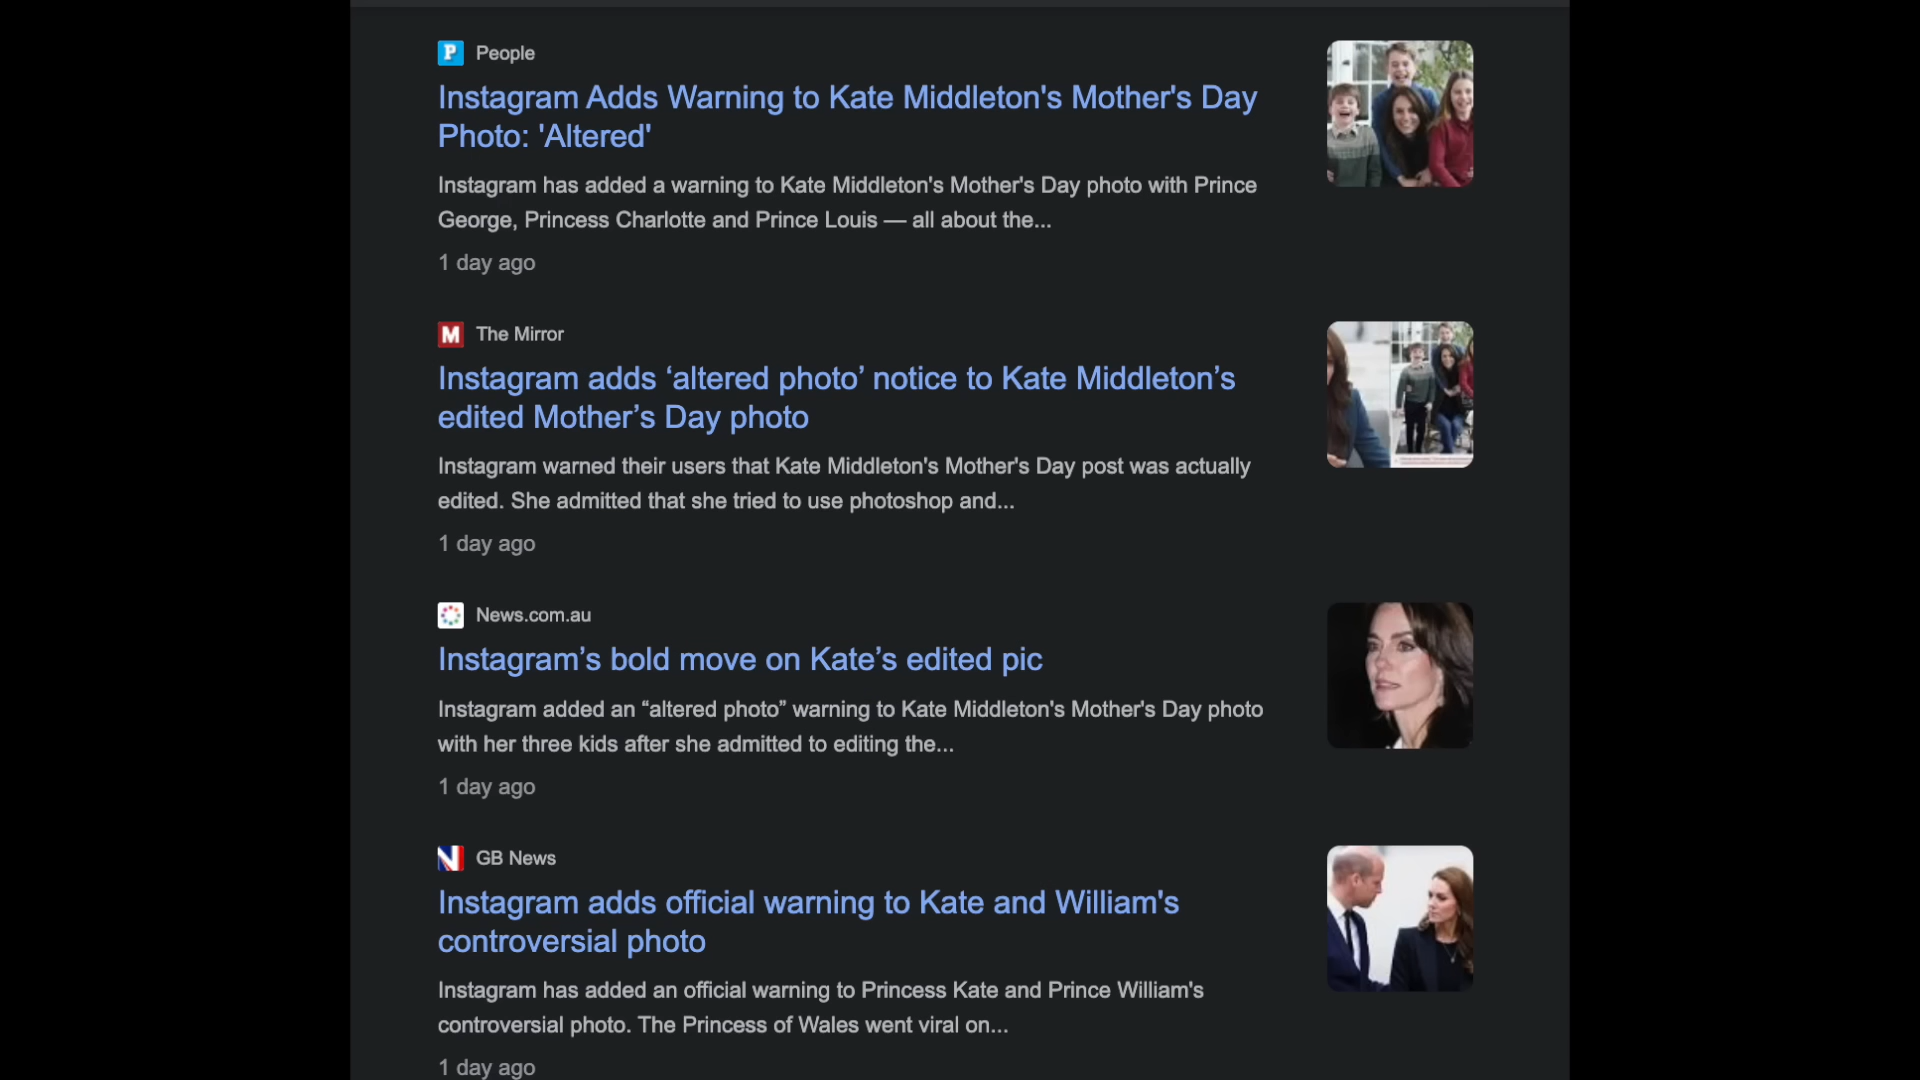 People
Instagram Adds Warning to Kate Middleton's Mother's Day
Photo: 'Altered'
Instagram has added a warning to Kate Middleton's Mother's Day photo with Prince
George, Princess Charlotte and Prince Louis — all about the...
1 day ago
The Mirror
Instagram adds ‘altered photo’ notice to Kate Middleton’s
edited Mother’s Day photo
Instagram warned their users that Kate Middleton's Mother's Day post was actually
edited. She admitted that she tried to use photoshop and...
1 day ago
News.com.au
Instagram’s bold move on Kate’s edited pic
Instagram added an “altered photo” warning to Kate Middleton's Mother's Day photo
with her three kids after she admitted to editing the...
1 day ago
GB News
Instagram adds official warning to Kate and William's
controversial photo
Instagram has added an official warning to Princess Kate and Prince William's
controversial photo. The Princess of Wales went viral on...
1 day ago